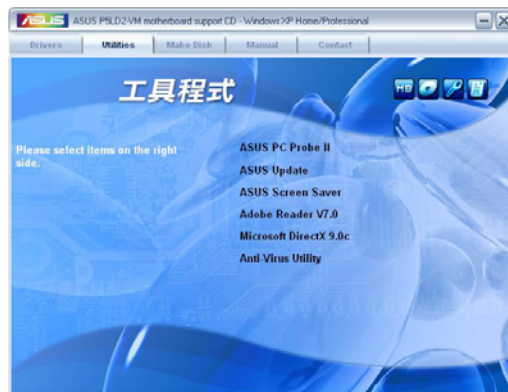 ASUS ASUS P5LD2-VM motherboard support CD - Windows XP Home/Professional
Drivers Utilities Make Disk Manual Contact
工具程式
Please select items on the right
side.
ASUS PC Probe II
ASUS Update
ASUS Screen Saver
Adobe Reader V7.0
Microsoft DirectX 9.0c
Anti-Virus Utility